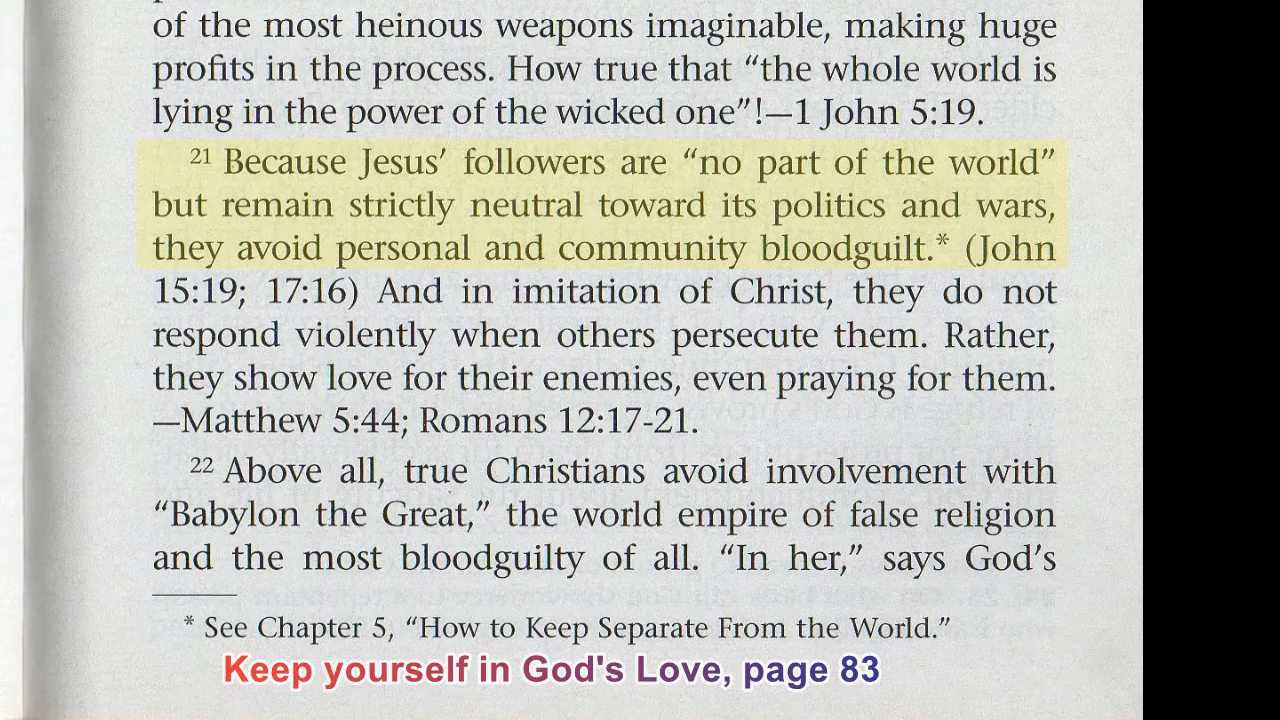 of the most heinous weapons imaginable, making huge
profits in the process. How true that “the whole world is
lying in the power of the wicked one”!—1 John 5:19.
21 Because Jesus’ followers are “no part of the world”
but remain strictly neutral toward its politics and wars,
they avoid personal and community bloodguilt.* (John
15:19; 17:16) And in imitation of Christ, they do not
respond violently when others persecute them. Rather,
they show love for their enemies, even praying for them.
—Matthew 5:44; Romans 12:17-21.
22 Above all, true Christians avoid involvement with
“Babylon the Great,” the world empire of false religion
and the most bloodguilty of all. “In her,” says God’s
* See Chapter 5, “How to Keep Separate From the World.”
Keep yourself in God's Love, page 83